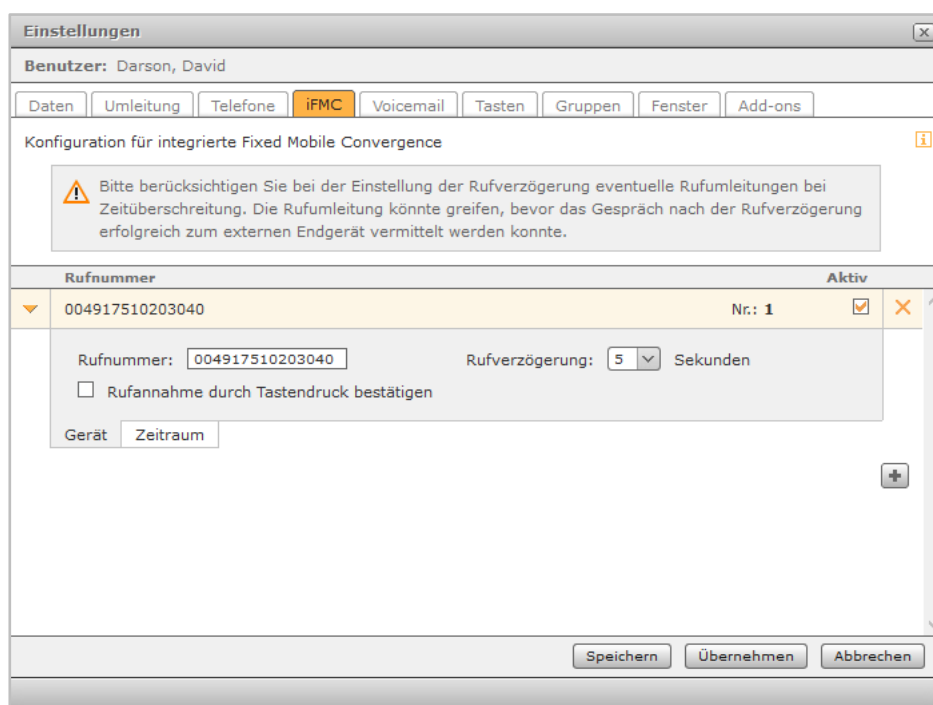 Einstellungen
Benutzer: Darson, David
Daten Umleitung Telefone iFMC Voicemail Tasten Gruppen Fenster Add-ons
Konfiguration für integrierte Fixed Mobile Convergence
Bitte berücksichtigen Sie bei der Einstellung der Rufverzögerung eventuelle Rufumleitungen bei
Zeitüberschreitung. Die Rufumleitung könnte greifen, bevor das Gespräch nach der Rufverzögerung
erfolgreich zum externen Endgerät vermittelt werden konnte.
Rufnummer Aktiv
004917510203040 Nr.: 1
Rufnummer: 004917510203040 Rufverzögerung: 5 Sekunden
Rufannahme durch Tastendruck bestätigen
Gerät Zeitraum
Speichern Übernehmen Abbrechen